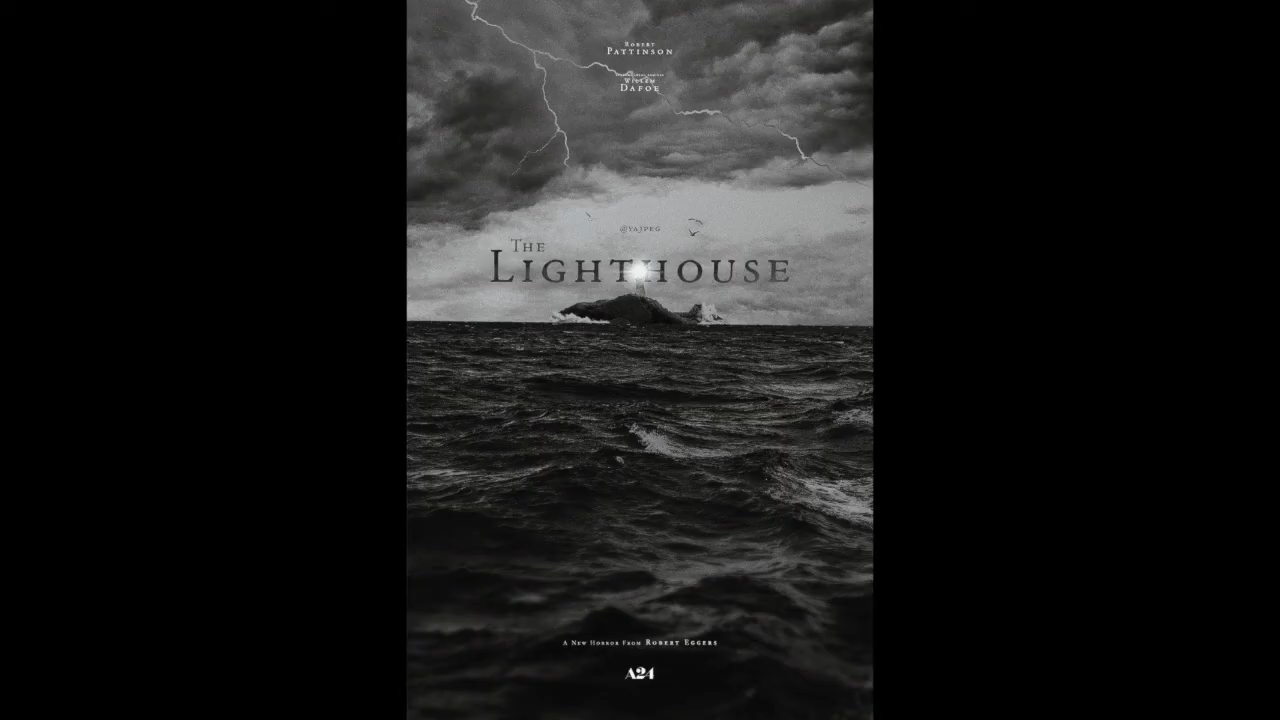 ROBERT
PATTINSON
WILLEM
DAFOE
@YAJPEG
THE
LIGHTHOUSE
A NEW HORROR FROM ROBERT EGGERS
A24